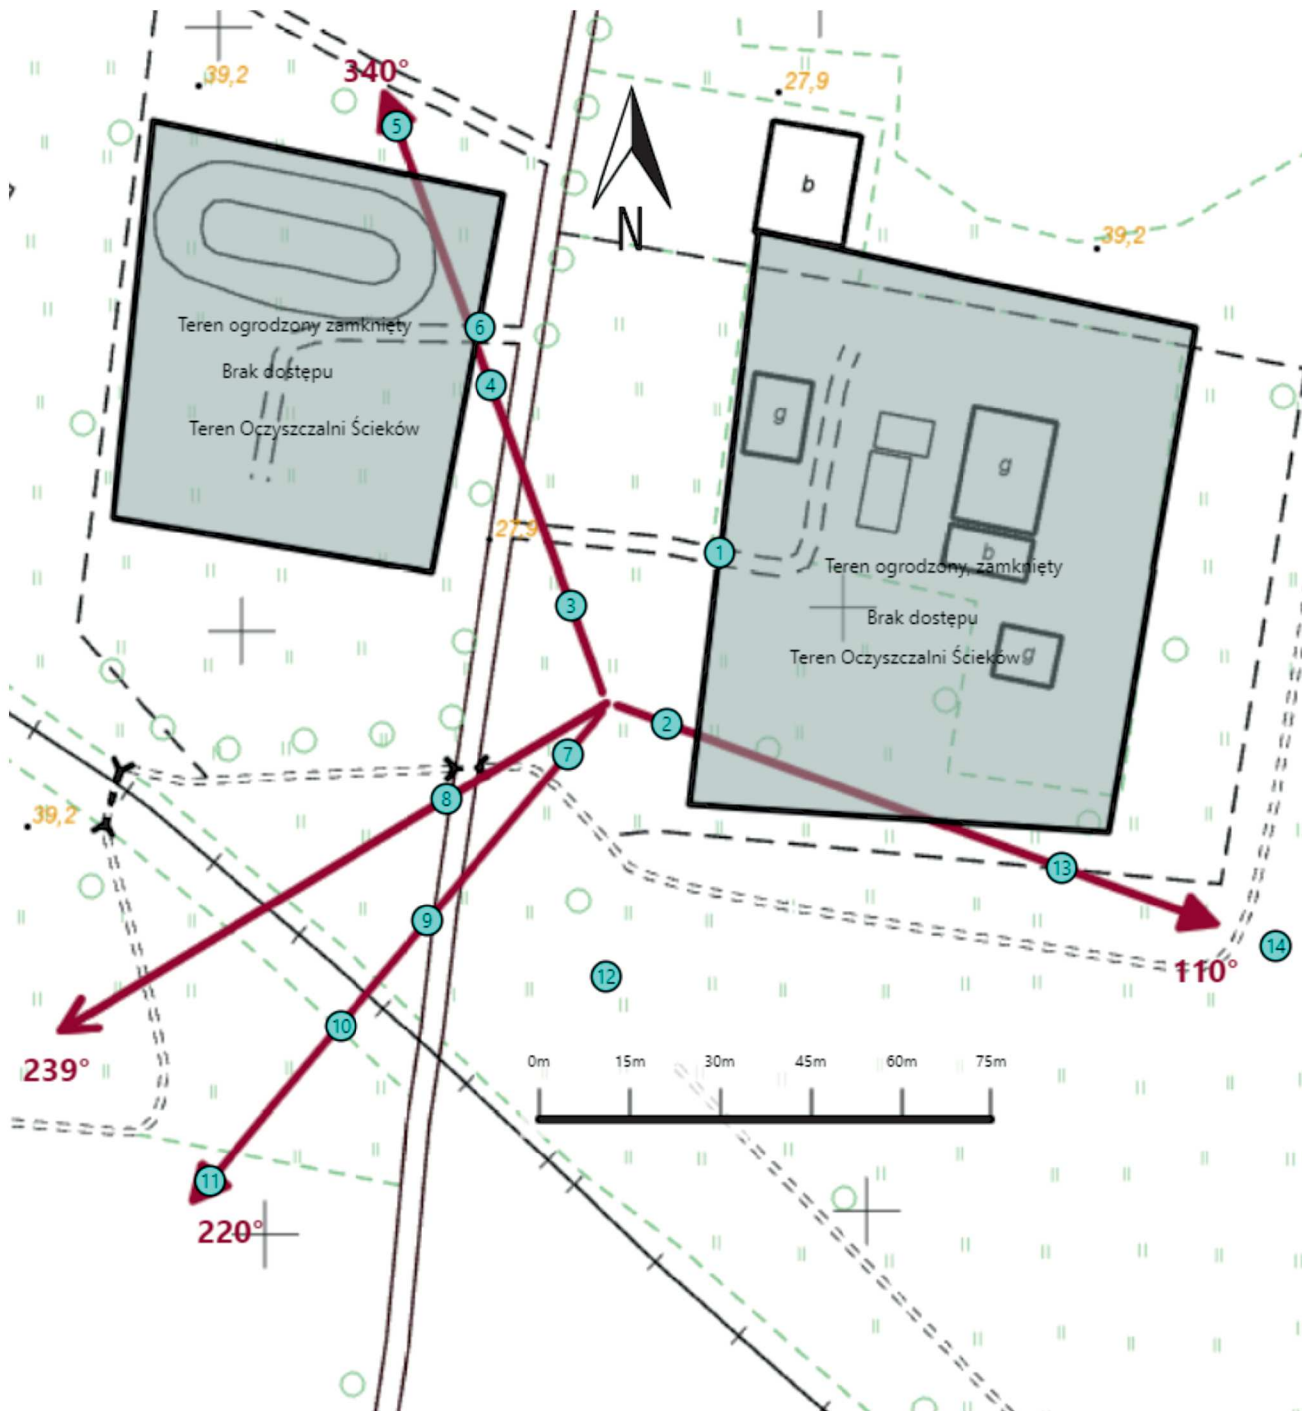 340°
39,2
27,9
5
b
N
39,2
Teren ogrodzony zamknięty
6
Brak dostępu
4
g
Teren Oczyszczalni Ścieków
g
27,9
1
b
Teren ogrodzony, zamknięty
3
Brak dostępu
Teren Oczyszczalni Ścieków
g
2
7
8
39,2
13
9
14
110°
12
10
239°
0m 15m 30m 45m 60m 75m
11
220°